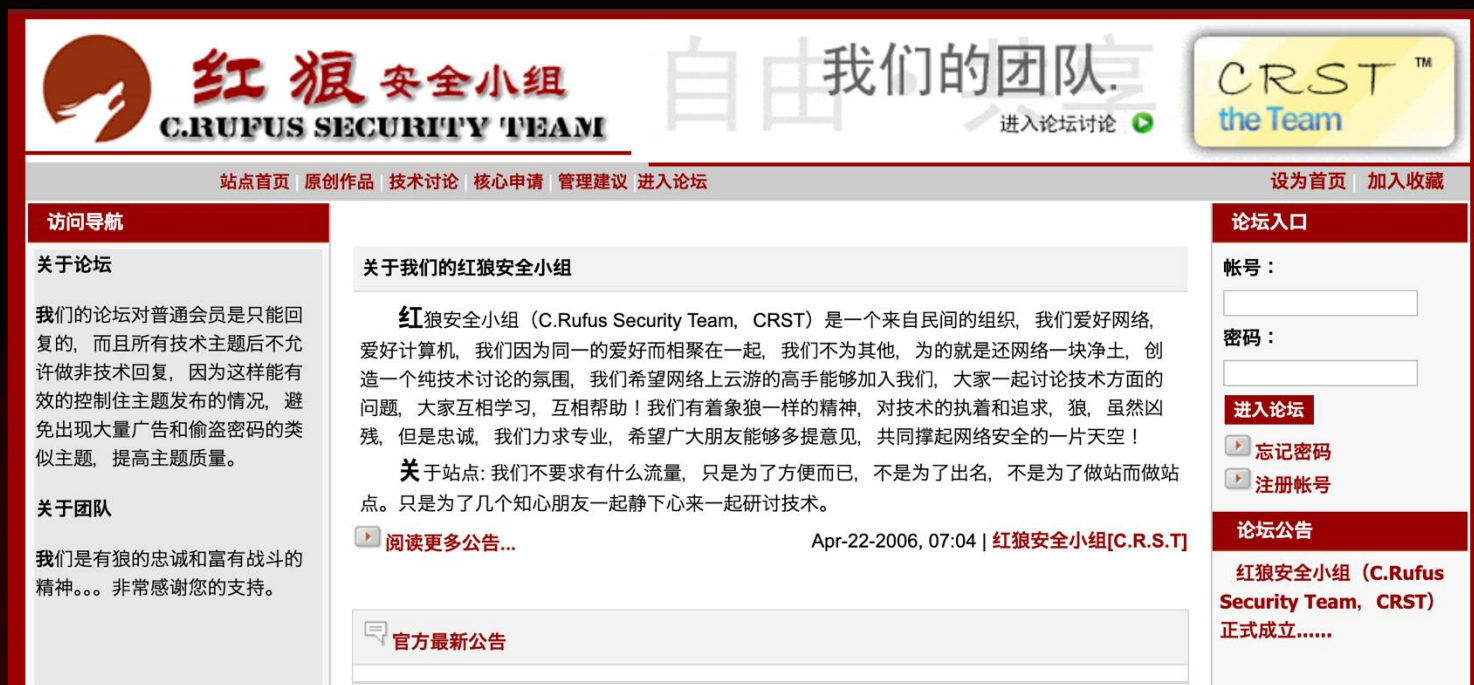 红狼安全小组
C.RUFUS SECURITY TEAM
自由·共享
我们的团队.
进入论坛讨论
CRST ™
the Team
站点首页 | 原创作品 | 技术讨论 | 核心申请 | 管理建议 | 进入论坛
设为首页 | 加入收藏
访问导航
关于论坛
我们的论坛对普通会员是只能回
复的，而且所有技术主题后不允
许做非技术回复，因为这样能有
效的控制住主题发布的情况，避
免出现大量广告和偷盗密码的类
似主题，提高主题质量。
关于团队
我们是有狼的忠诚和富有战斗的
精神。。。非常感谢您的支持。
关于我们的红狼安全小组
红狼安全小组（C.Rufus Security Team，CRST）是一个来自民间的组织，我们爱好网络，
爱好计算机，我们因为同一的爱好而相聚在一起，我们不为其他，为的就是还网络一块净土，创
造一个纯技术讨论的氛围，我们希望网络上云游的高手能够加入我们，大家一起讨论技术方面的
问题，大家互相学习，互相帮助！我们有着象狼一样的精神，对技术的执着和追求，狼，虽然凶
残，但是忠诚，我们力求专业，希望广大朋友能够多提意见，共同撑起网络安全的一片天空！
关于站点: 我们不要求有什么流量，只是为了方便而已，不是为了出名，不是为了做站而做站
点。只是为了几个知心朋友一起静下心来一起研讨技术。
阅读更多公告...
Apr-22-2006, 07:04 | 红狼安全小组[C.R.S.T]
官方最新公告
论坛入口
帐号：
密码：
进入论坛
忘记密码
注册帐号
论坛公告
红狼安全小组（C.Rufus
Security Team，CRST）
正式成立......